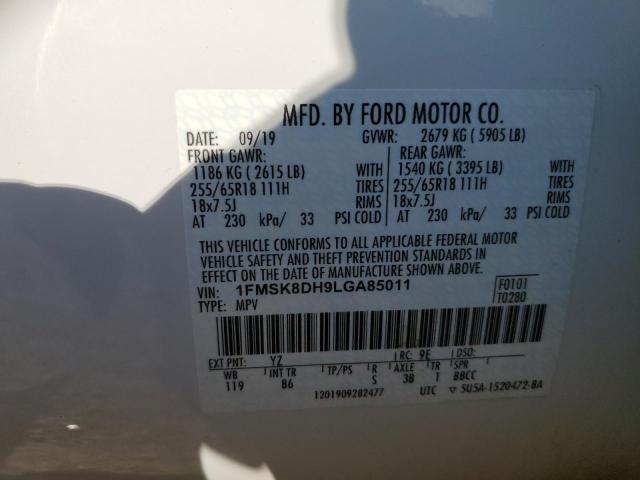 MFD. BY FORD MOTOR CO.
DATE: 09/19 GVWR: 2679 KG ( 5905 LB)
FRONT GAWR: REAR GAWR:
1186 KG ( 2615 LB) WITH 1540 KG ( 3395 LB) WITH
255/65R18 111H TIRES 255/65R18 111H TIRES
18x7.5J RIMS 18x7.5J RIMS
AT 230 kPa/ 33 PSI COLD AT 230 kPa/ 33 PSI COLD
THIS VEHICLE CONFORMS TO ALL APPLICABLE FEDERAL MOTOR
VEHICLE SAFETY AND THEFT PREVENTION STANDARDS IN
EFFECT ON THE DATE OF MANUFACTURE SHOWN ABOVE.
VIN: 1FMSK8DH9LGA85011 F0101
TYPE: MPV T0280
EXT PNT: YZ RC: 9E DSO:
WB INT TR TP/PS R AXLE TR SPR
119 B6 S 3B T BBCC
1201909282477 UTC 5U5A-1520472-BA